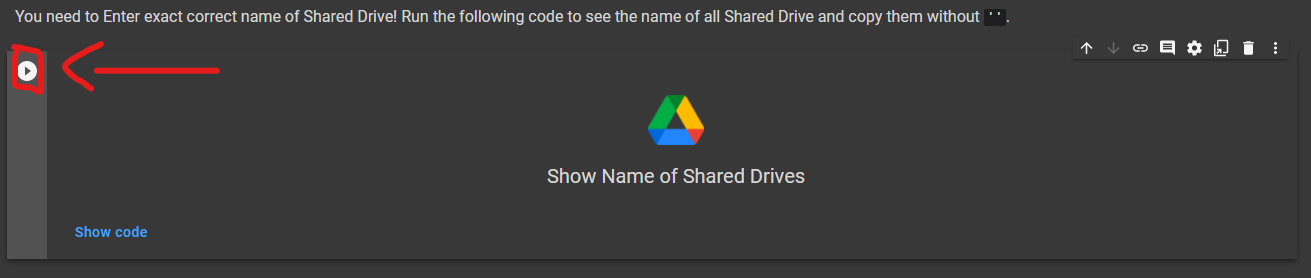 You need to Enter exact correct name of Shared Drive! Run the following code to see the name of all Shared Drive and copy them without ''.
Show Name of Shared Drives
Show code